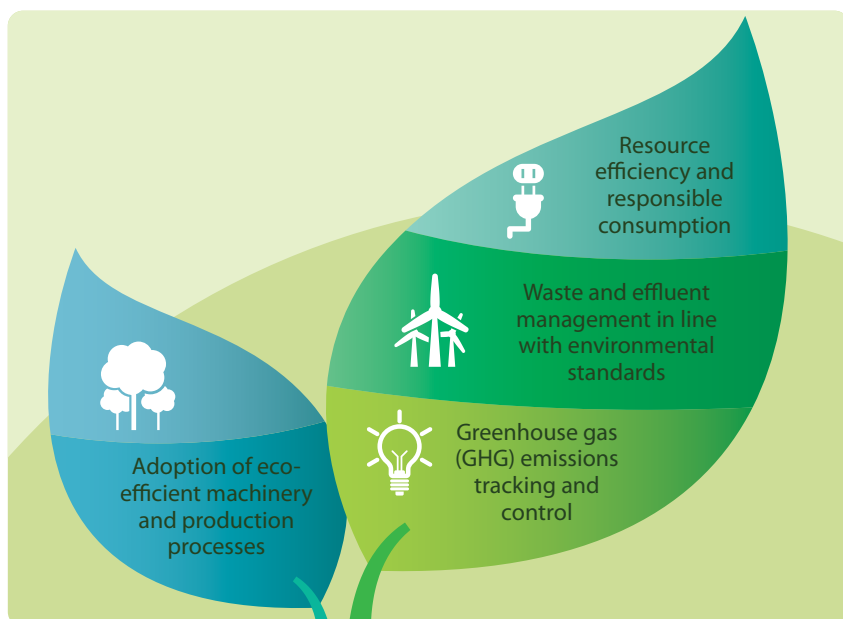 Resource
efficiency and
responsible
consumption
Waste and effluent
management in line
with environmental
standards
Greenhouse gas
(GHG) emissions
tracking and
control
Adoption of eco-
efficient machinery
and production
processes